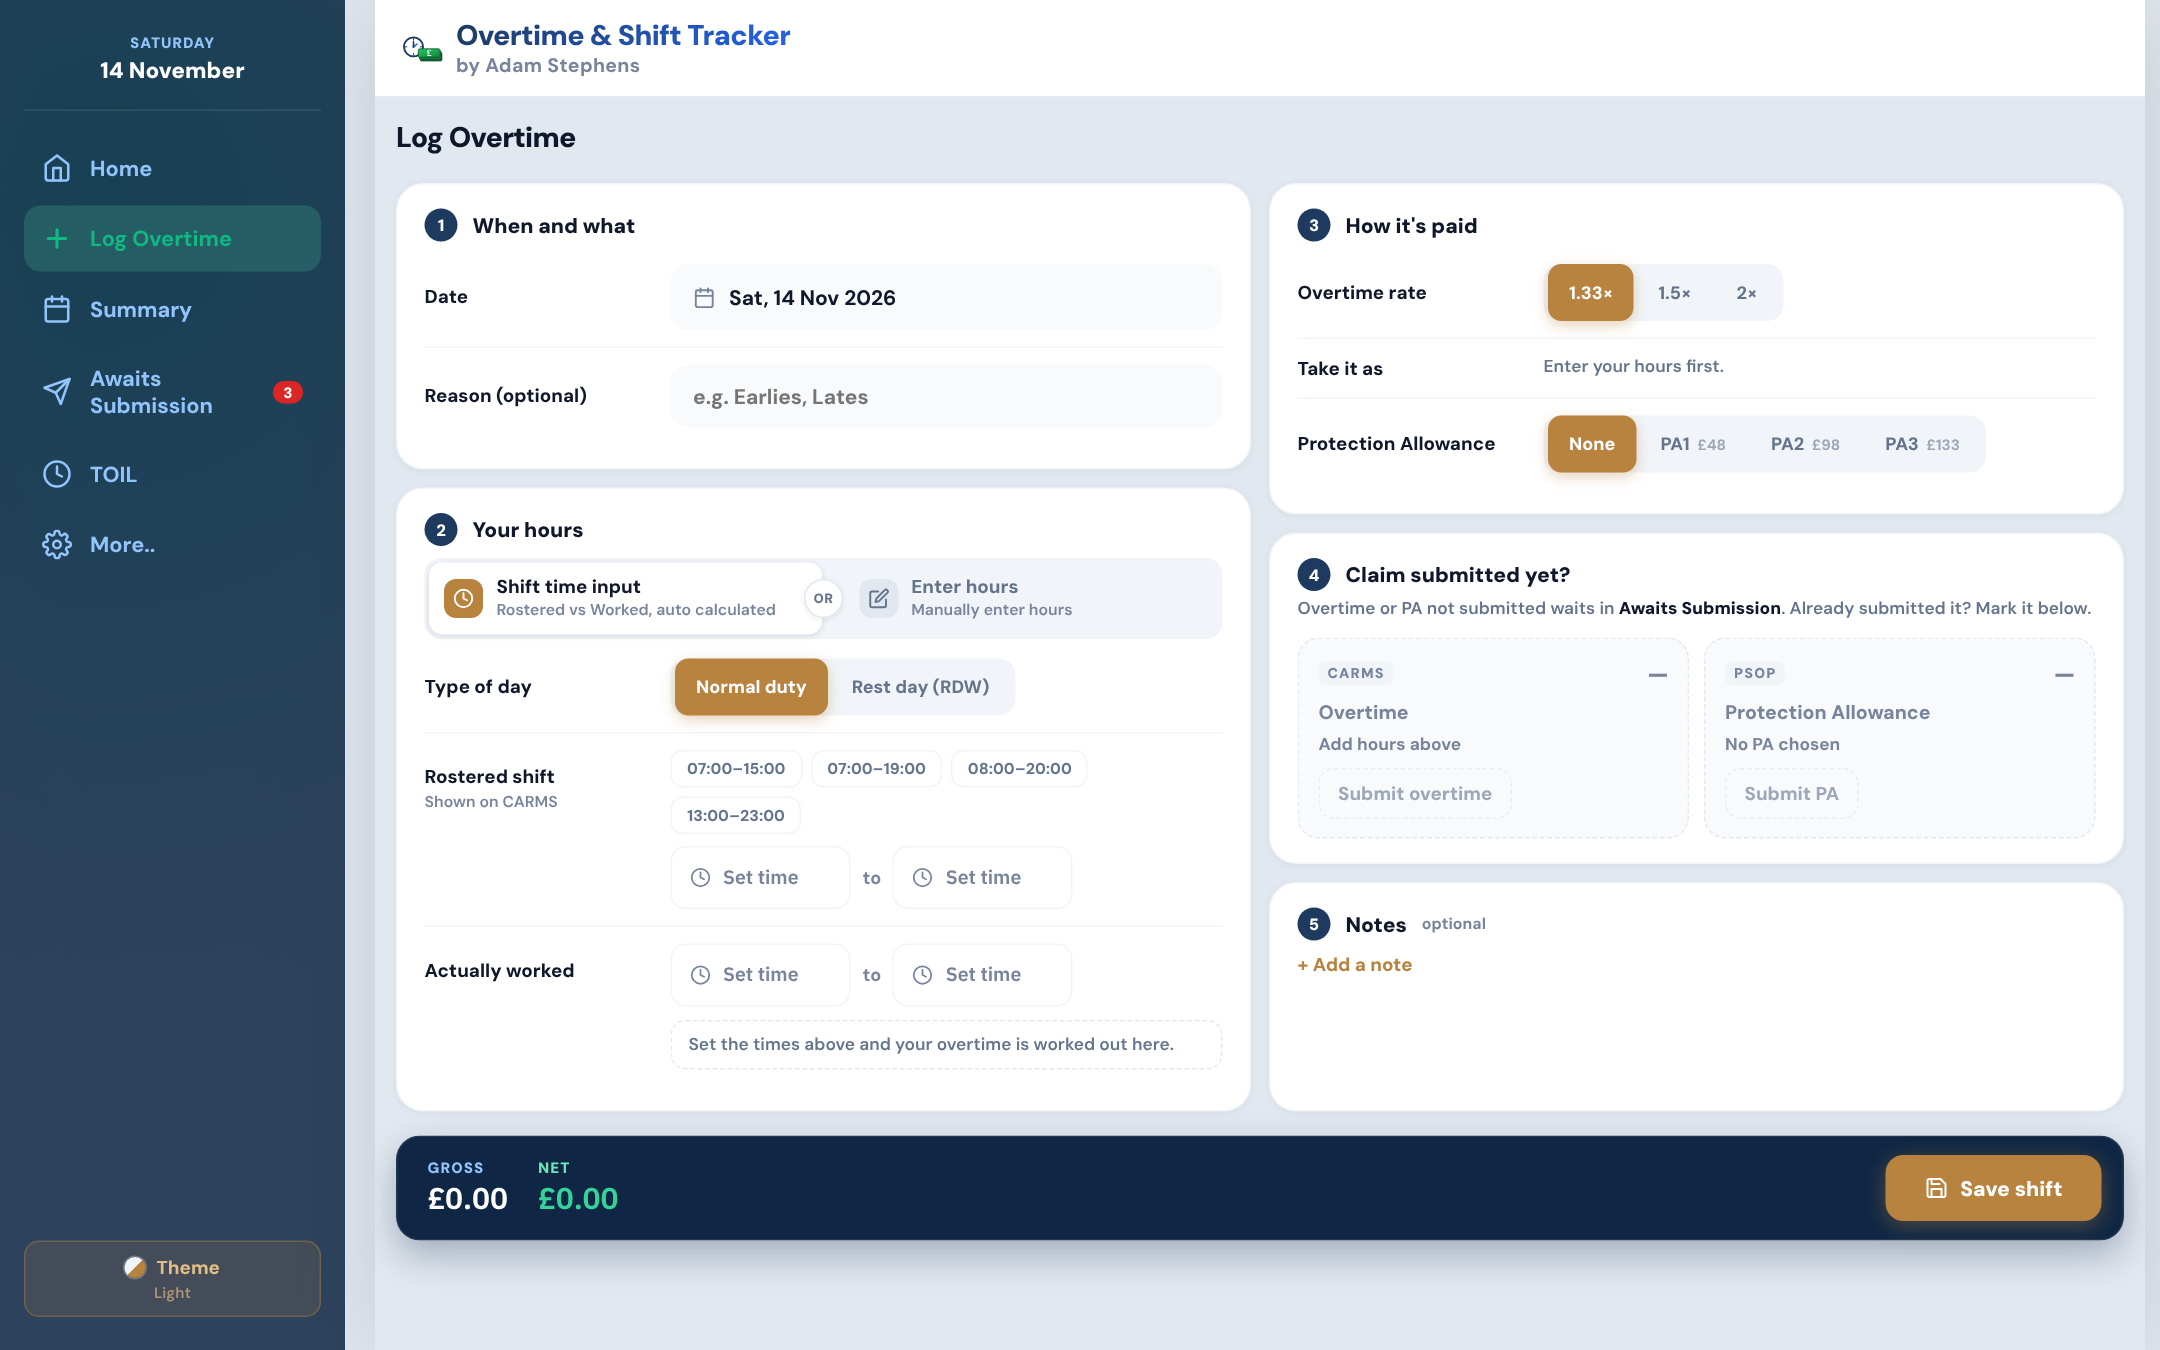 SATURDAY
14 November
Home
Log Overtime
Summary
Awaits
Submission
3
TOIL
More..
Theme
Light
£
Overtime & Shift Tracker
by Adam Stephens
Log Overtime
1 When and what
Date
Sat, 14 Nov 2026
Reason (optional)
e.g. Earlies, Lates
2 Your hours
Shift time input
Rostered vs Worked, auto calculated
OR
Enter hours
Manually enter hours
Type of day
Normal duty
Rest day (RDW)
Rostered shift
Shown on CARMS
07:00–15:00
07:00–19:00
08:00–20:00
13:00–23:00
Set time to Set time
Actually worked
Set time to Set time
Set the times above and your overtime is worked out here.
3 How it's paid
Overtime rate
1.33×
1.5×
2×
Take it as
Enter your hours first.
Protection Allowance
None
PA1 £48
PA2 £98
PA3 £133
4 Claim submitted yet?
Overtime or PA not submitted waits in Awaits Submission. Already submitted it? Mark it below.
CARMS
—
Overtime
Add hours above
Submit overtime
PSOP
—
Protection Allowance
No PA chosen
Submit PA
5 Notes optional
+ Add a note
GROSS
£0.00
NET
£0.00
Save shift